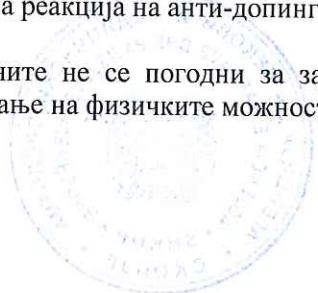 а реакција на анти-допинг
ните не се погодни за за
ање на физичките можност